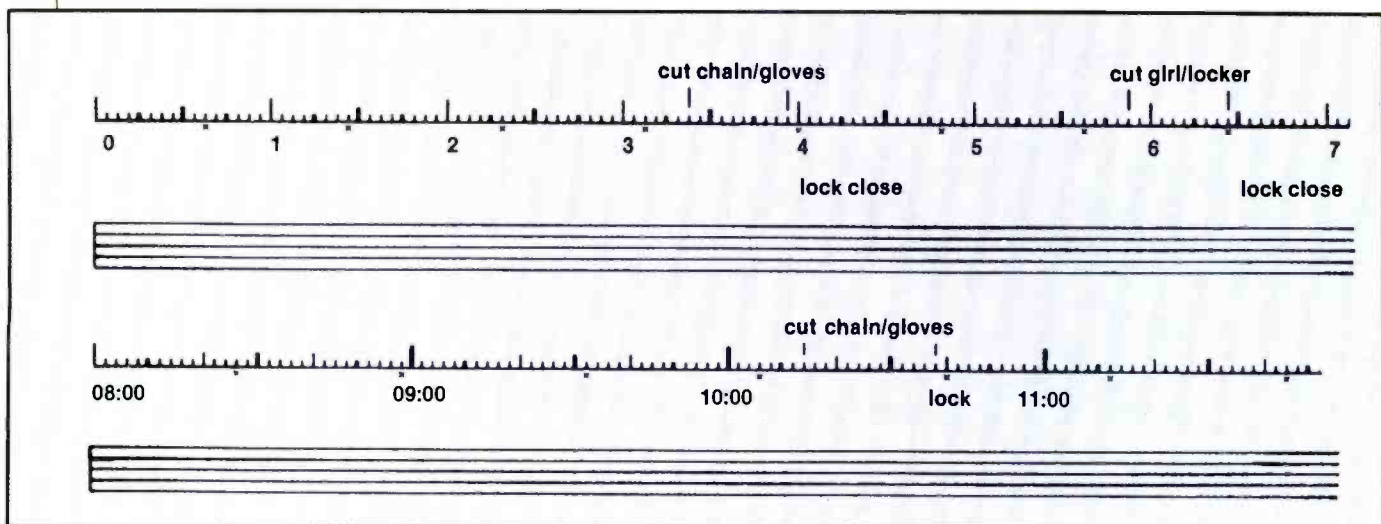 cut chain/gloves cut girl/locker
0 1 2 3 4 5 6 7
lock close lock close
cut chain/gloves
08:00 09:00 10:00 lock 11:00